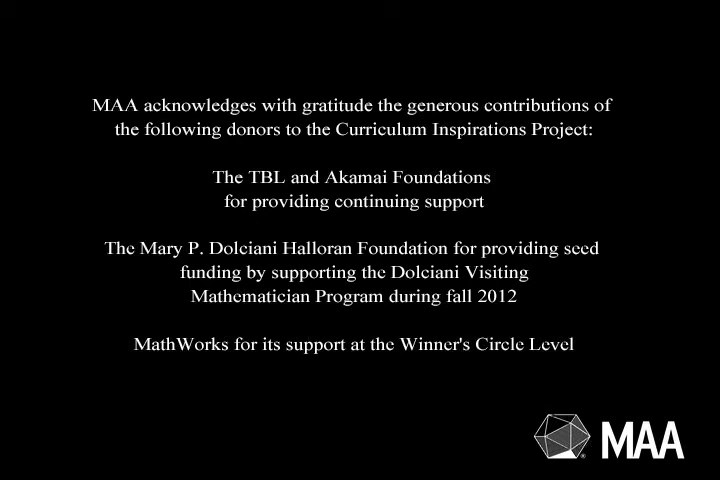 MAA acknowledges with gratitude the generous contributions of
the following donors to the Curriculum Inspirations Project:
The TBL and Akamai Foundations
for providing continuing support
The Mary P. Dolciani Halloran Foundation for providing seed
funding by supporting the Dolciani Visiting
Mathematician Program during fall 2012
MathWorks for its support at the Winner's Circle Level
® MAA